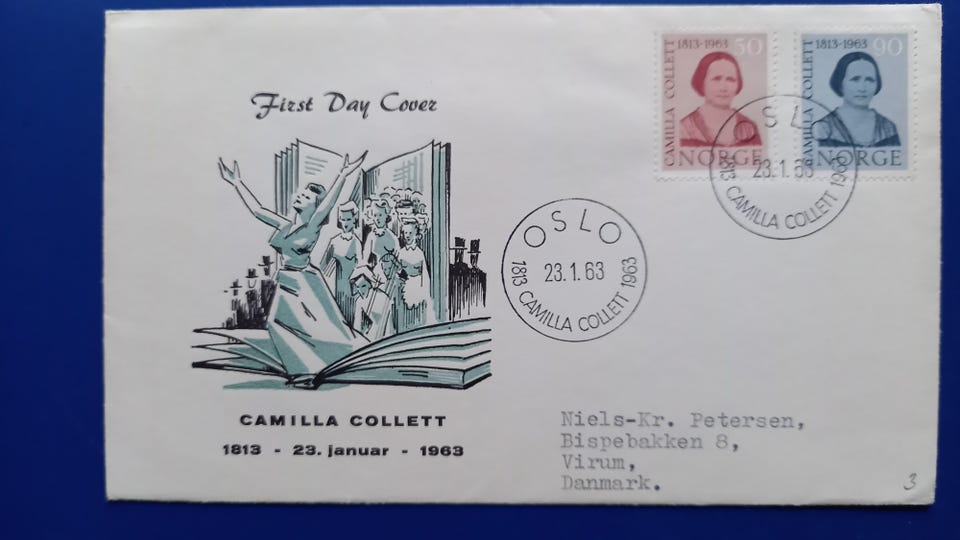 First Day Cover
CAMILLA COLLETT
1813 - 23. januar - 1963
1813-1963 50
CAMILLA COLLETT
NORGE
1813-1963 90
CAMILLA COLLETT
NORGE
OSLO
23.1.63
1813 CAMILLA COLLETT 1963
OSLO
23.1.63
1813 CAMILLA COLLETT 1963
Niels-Kr. Petersen,
Bispebakken 8,
Virum,
Danmark.
3